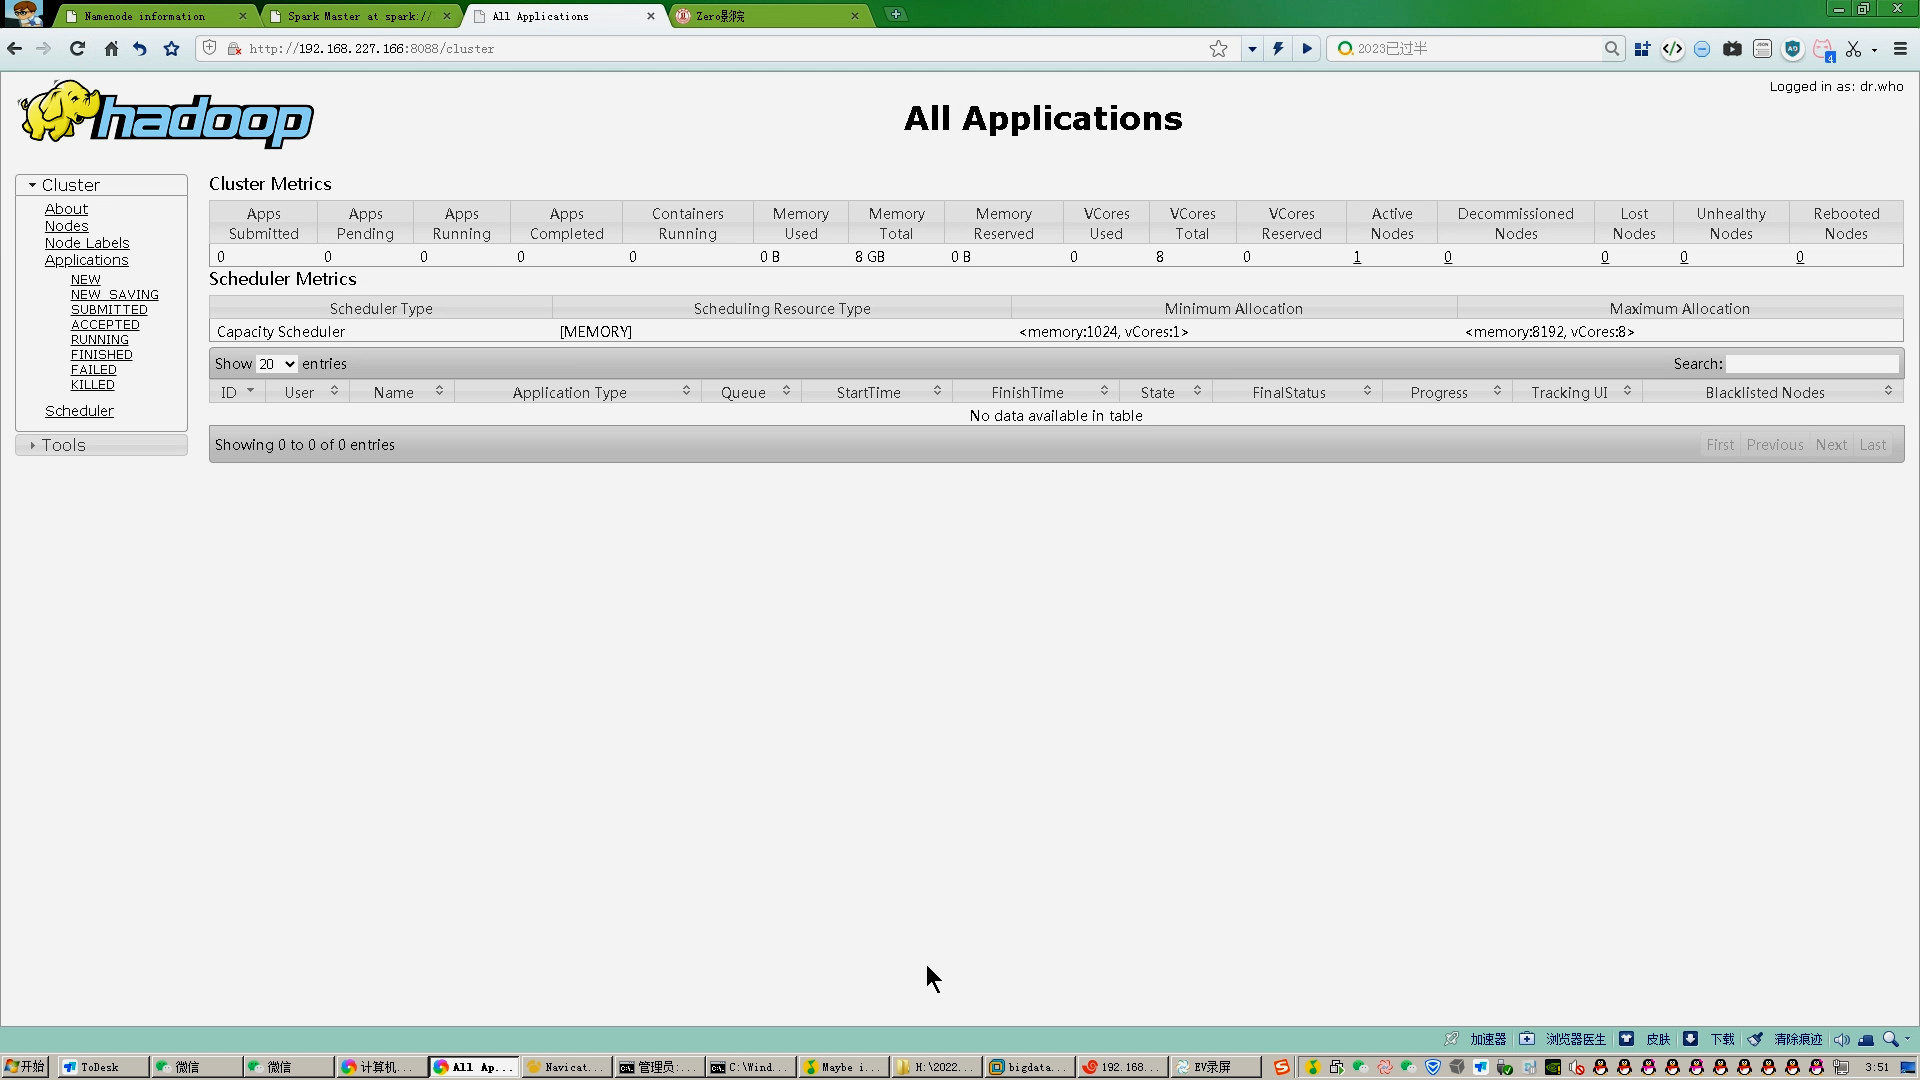 Namenode information
Spark Master at spark://
All Applications
Zero影院
http://192.168.227.166:8088/cluster
2023已过半
4
hadoop
All Applications
Logged in as: dr.who
Cluster
About
Nodes
Node Labels
Applications
NEW
NEW_SAVING
SUBMITTED
ACCEPTED
RUNNING
FINISHED
FAILED
KILLED
Scheduler
Tools
Cluster Metrics
Apps Submitted Apps Pending Apps Running Apps Completed Containers Running Memory Used Memory Total Memory Reserved VCores Used VCores Total VCores Reserved Active Nodes Decommissioned Nodes Lost Nodes Unhealthy Nodes Rebooted Nodes
0 0 0 0 0 0 B 8 GB 0 B 0 8 0 1 0 0 0 0
Scheduler Metrics
Scheduler Type Scheduling Resource Type Minimum Allocation Maximum Allocation
Capacity Scheduler [MEMORY] <memory:1024, vCores:1> <memory:8192, vCores:8>
Show 20 entries Search:
ID User Name Application Type Queue StartTime FinishTime State FinalStatus Progress Tracking UI Blacklisted Nodes
No data available in table
Showing 0 to 0 of 0 entries First Previous Next Last
加速器 浏览器医生 皮肤 下载 清除痕迹
开始 ToDesk 微信 微信 计算机... All Ap... Navicat... 管理员:... C:\Wind... Maybe i... H:\2022... bigdata... 192.168... EV录屏 3:51